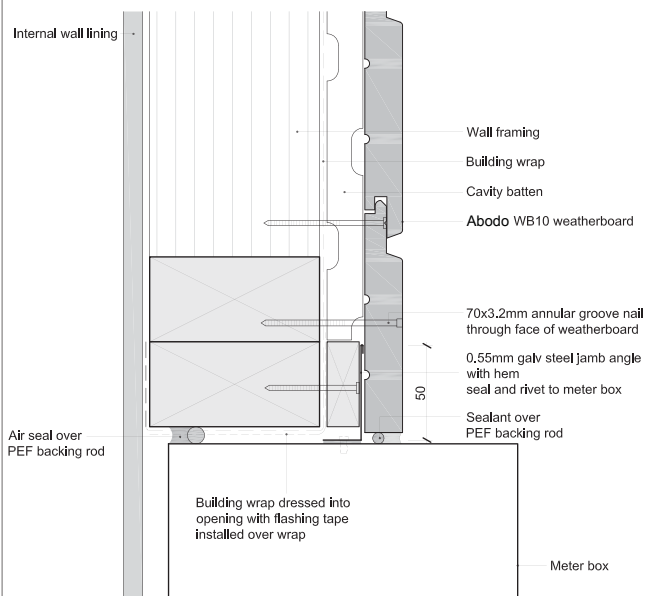 Internal wall lining
Wall framing
Building wrap
Cavity batten
Abodo WB10 weatherboard
70x3.2mm annular groove nail
through face of weatherboard
0.55mm galv steel jamb angle
with hem
seal and rivet to meter box
50
Sealant over
PEF backing rod
Air seal over
PEF backing rod
Building wrap dressed into
opening with flashing tape
installed over wrap
Meter box